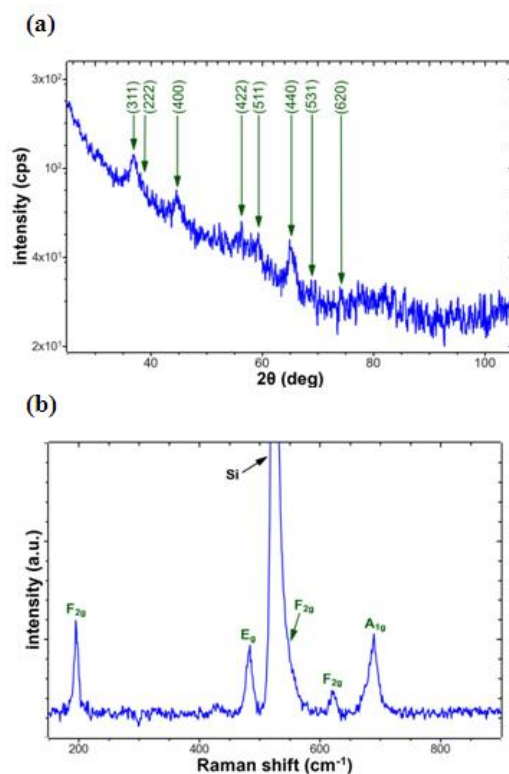 (a)
3x10²
(311)
(222)
(400)
(422)
(511)
(440)
(531)
(620)
10²
4x10¹
2x10¹
intensity (cps)
40
60
80
100
2θ (deg)
(b)
Si
F₂g
F₂g
E_g
A₁g
F₂g
intensity (a.u.)
200
400
600
800
Raman shift (cm⁻¹)